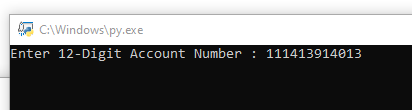 C:\Windows\py.exe
Enter 12-Digit Account Number : 111413914013